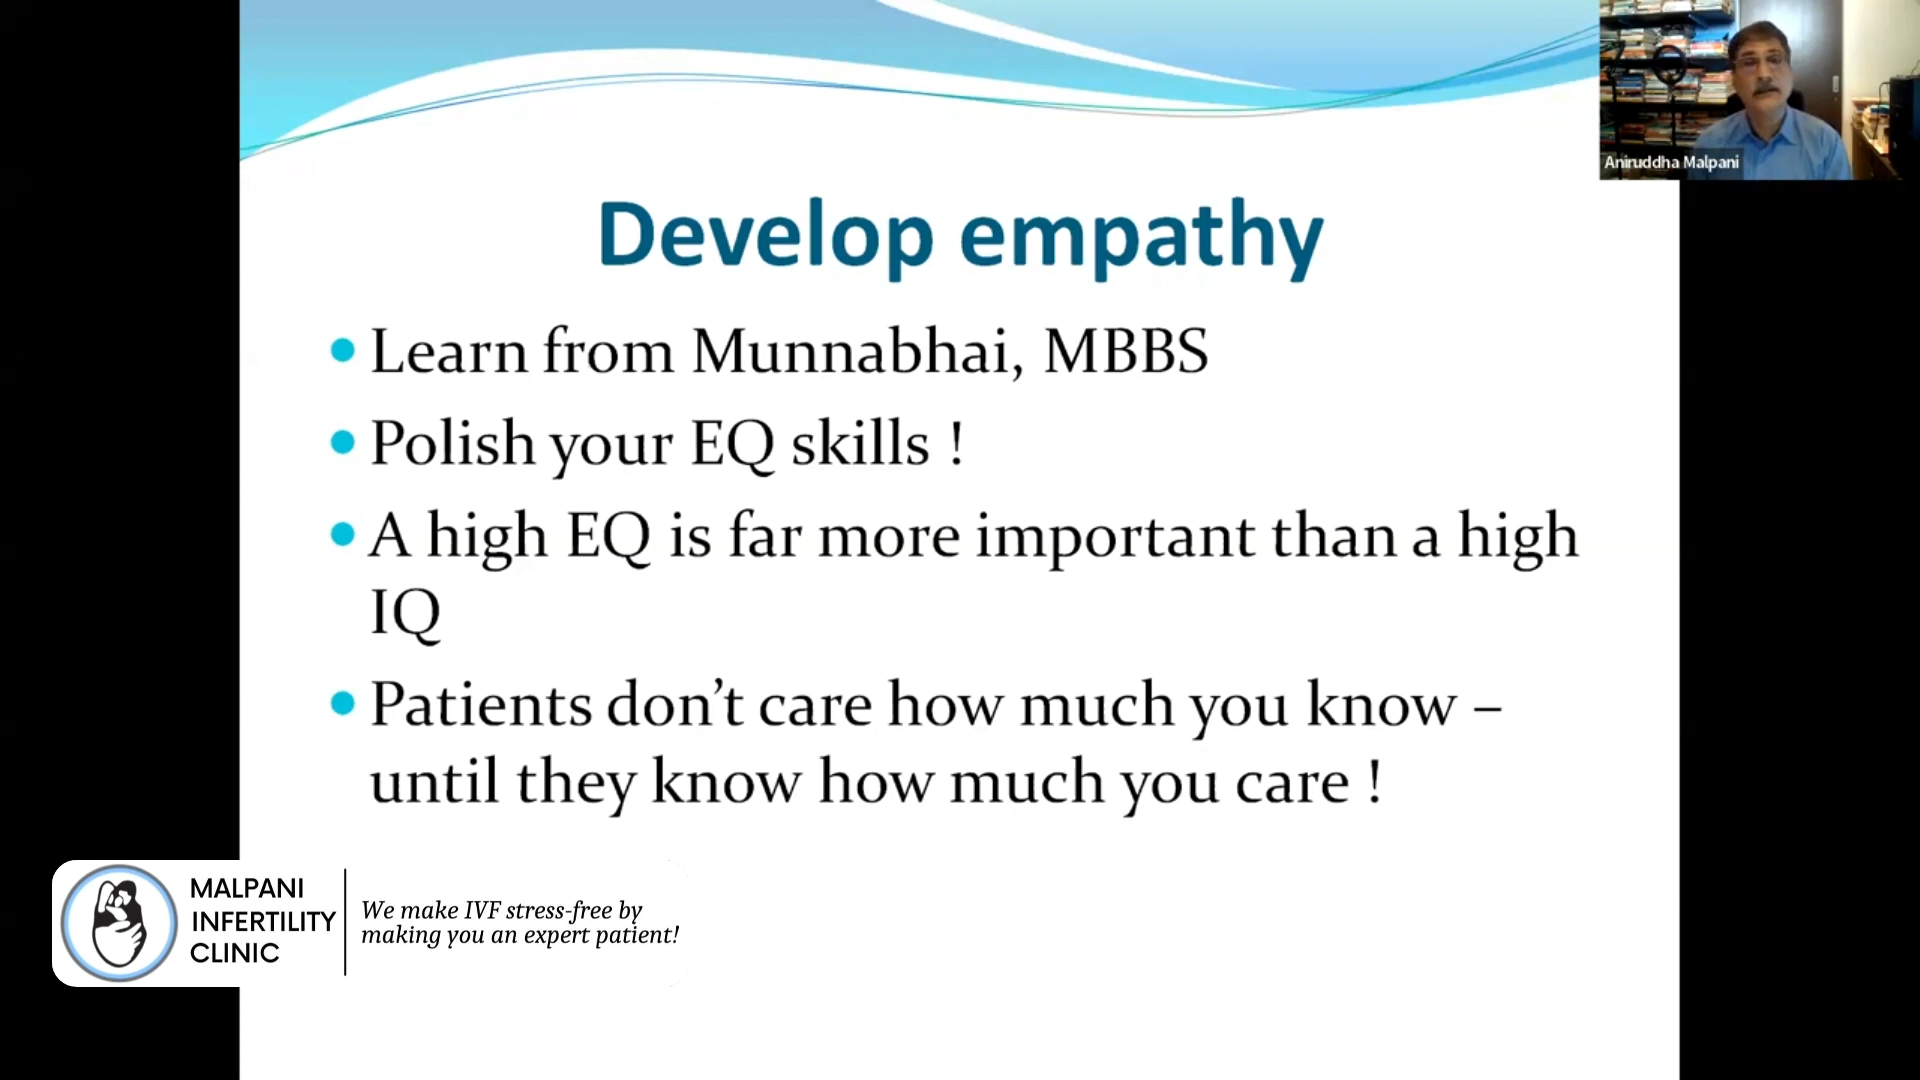 Aniruddha Malpani
Develop empathy
Learn from Munnabhai, MBBS
Polish your EQ skills !
A high EQ is far more important than a high
IQ
Patients don’t care how much you know –
until they know how much you care !
MALPANI
INFERTILITY
CLINIC
We make IVF stress-free by
making you an expert patient!